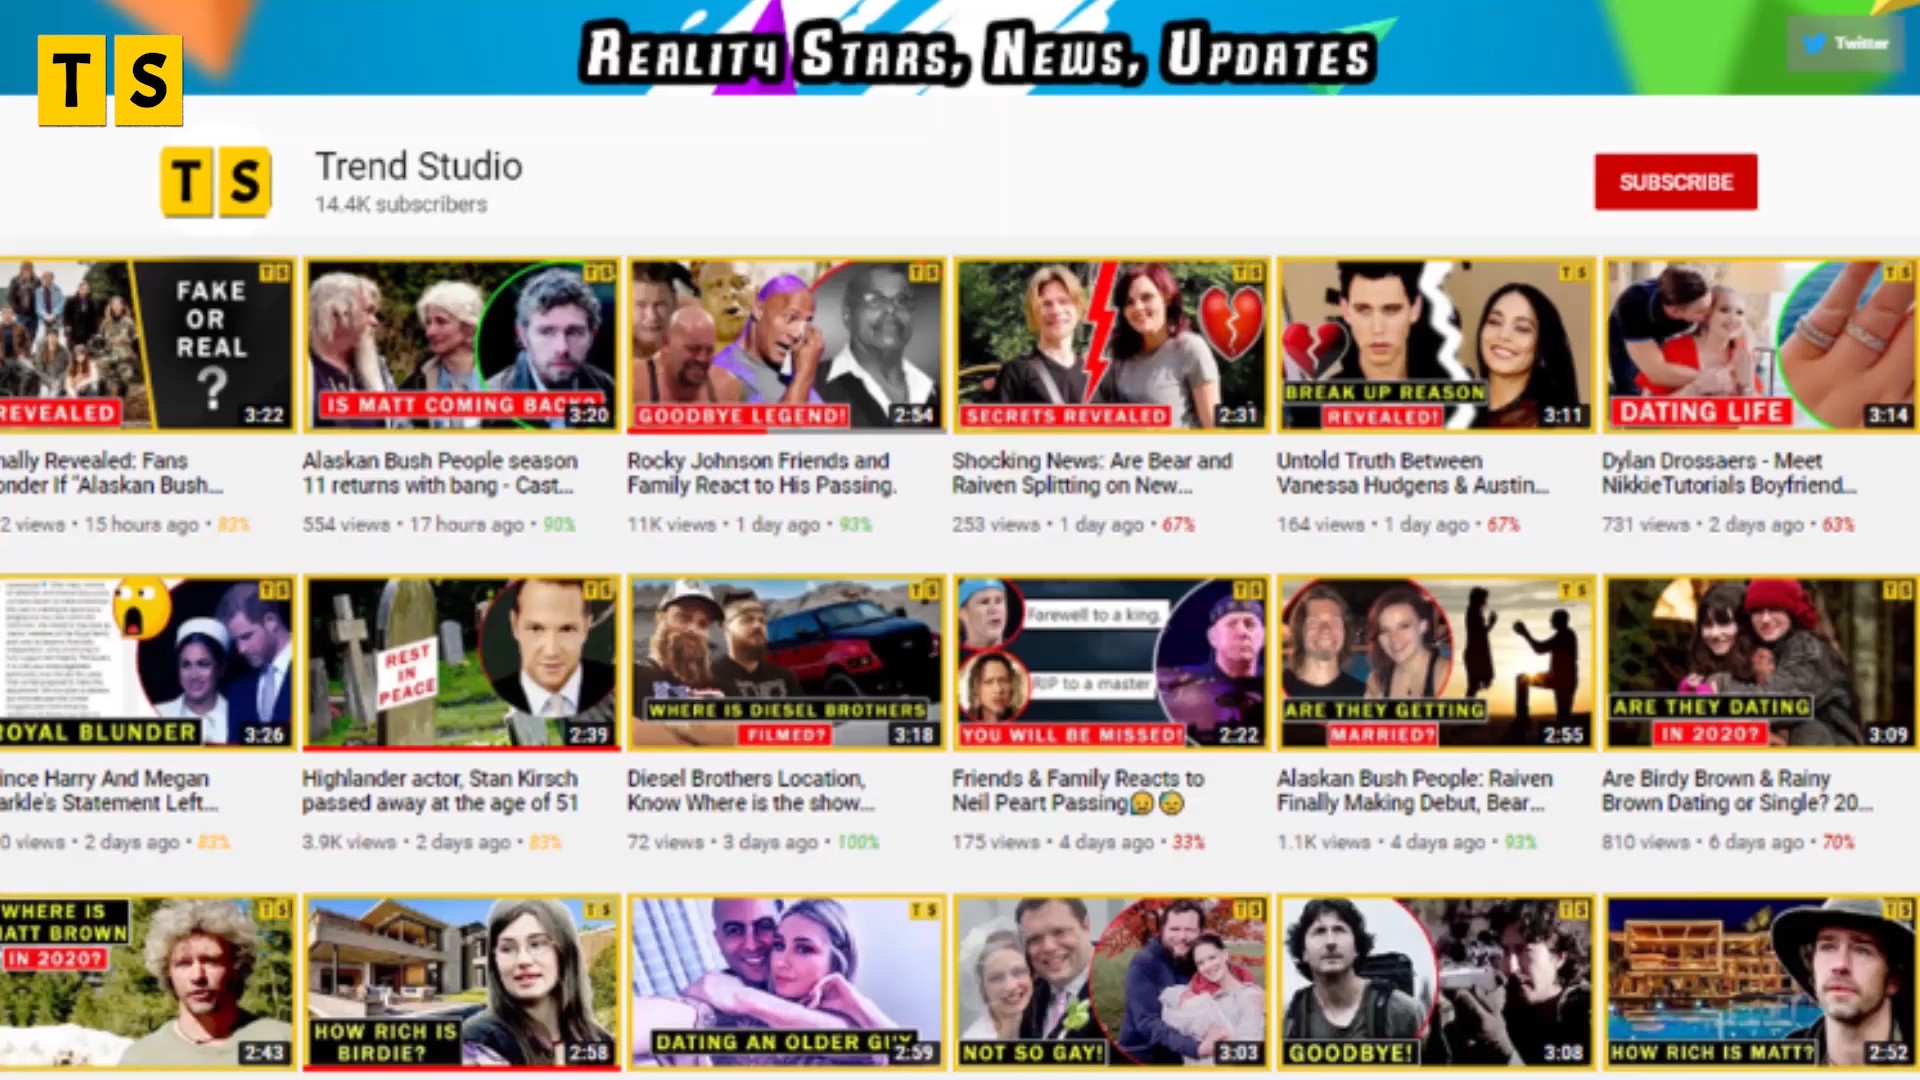 REALITY STARS, NEWS, UPDATES
Twitter
T S
T S
Trend Studio
14.4K subscribers
SUBSCRIBE
FAKE
OR
REAL
?
REVEALED
3:22
T S
IS MATT COMING BACK?
3:20
T S
GOODBYE LEGEND!
2:54
T S
SECRETS REVEALED
2:31
T S
BREAK UP REASON
REVEALED!
3:11
T S
DATING LIFE
3:14
T S
nally Revealed: Fans
onder If "Alaskan Bush...
2 views • 15 hours ago • 83%
Alaskan Bush People season
11 returns with bang - Cast...
554 views • 17 hours ago • 90%
Rocky Johnson Friends and
Family React to His Passing.
11K views • 1 day ago • 93%
Shocking News: Are Bear and
Raiven Splitting on New...
253 views • 1 day ago • 67%
Untold Truth Between
Vanessa Hudgens & Austin...
164 views • 1 day ago • 67%
Dylan Drossaers - Meet
NikkieTutorials Boyfriend...
731 views • 2 days ago • 63%
T S
ROYAL BLUNDER
3:26
T S
REST
IN
PEACE
2:39
T S
WHERE IS DIESEL BROTHERS
FILMED?
3:18
T S
Farewell to a king.
RIP to a master
YOU WILL BE MISSED!
2:22
T S
ARE THEY GETTING
MARRIED?
2:55
T S
ARE THEY DATING
IN 2020?
3:09
T S
ince Harry And Megan
arkle's Statement Left...
0 views • 2 days ago • 83%
Highlander actor, Stan Kirsch
passed away at the age of 51
3.9K views • 2 days ago • 83%
Diesel Brothers Location,
Know Where is the show...
72 views • 3 days ago • 100%
Friends & Family Reacts to
Neil Peart Passing😥😓
175 views • 4 days ago • 33%
Alaskan Bush People: Raiven
Finally Making Debut, Bear...
1.1K views • 4 days ago • 93%
Are Birdy Brown & Rainy
Brown Dating or Single? 20...
810 views • 6 days ago • 70%
WHERE IS
MATT BROWN
IN 2020?
2:43
T S
HOW RICH IS
BIRDIE?
2:58
T S
DATING AN OLDER GUY
2:59
T S
NOT SO GAY!
3:03
T S
GOODBYE!
3:08
T S
HOW RICH IS MATT?
2:52
T S